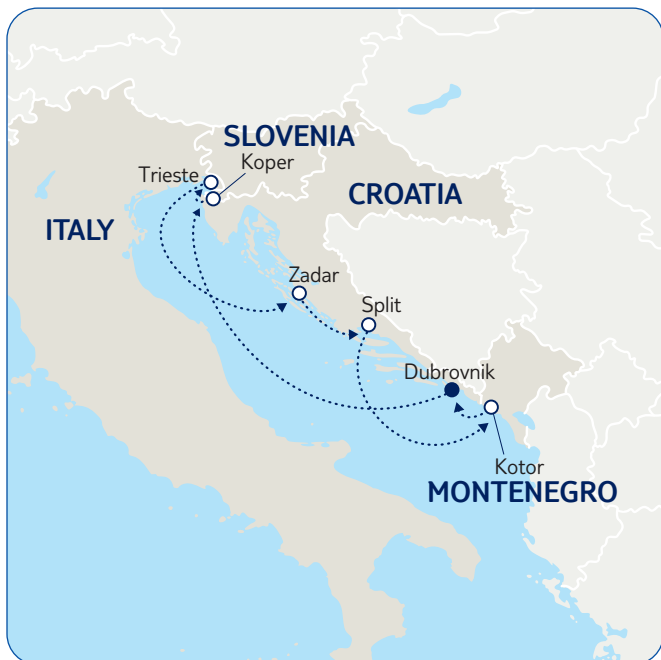 SLOVENIA
Trieste
Koper
CROATIA
ITALY
Zadar
Split
Dubrovnik
Kotor
MONTENEGRO